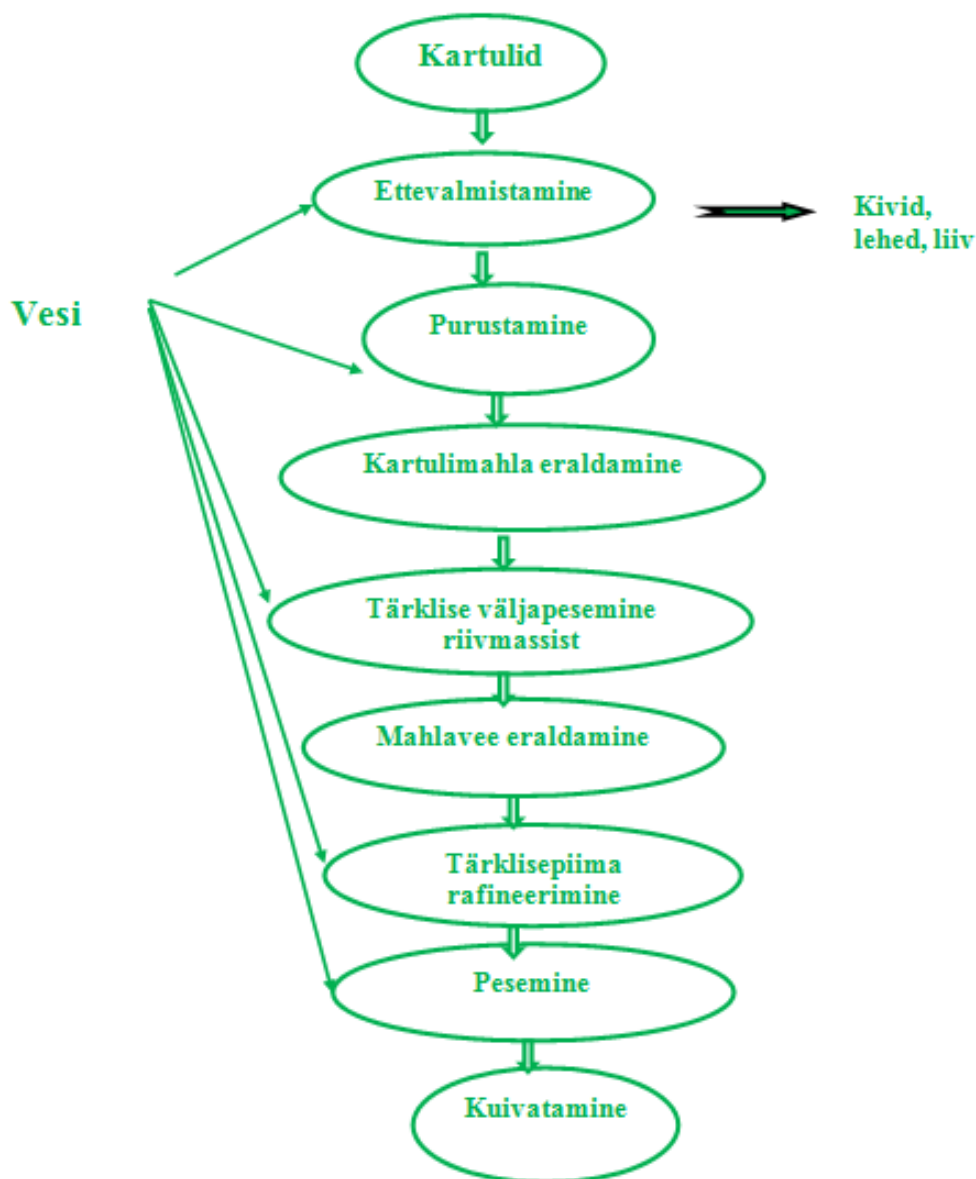 Kartulid
Ettevalmistamine
Kivid,
lehed, liiv
Vesi
Purustamine
Kartulimahla eraldamine
Tärklise väljapesemine
riivmassist
Mahlavee eraldamine
Tärklisepiima
rafineerimine
Pesemine
Kuivatamine